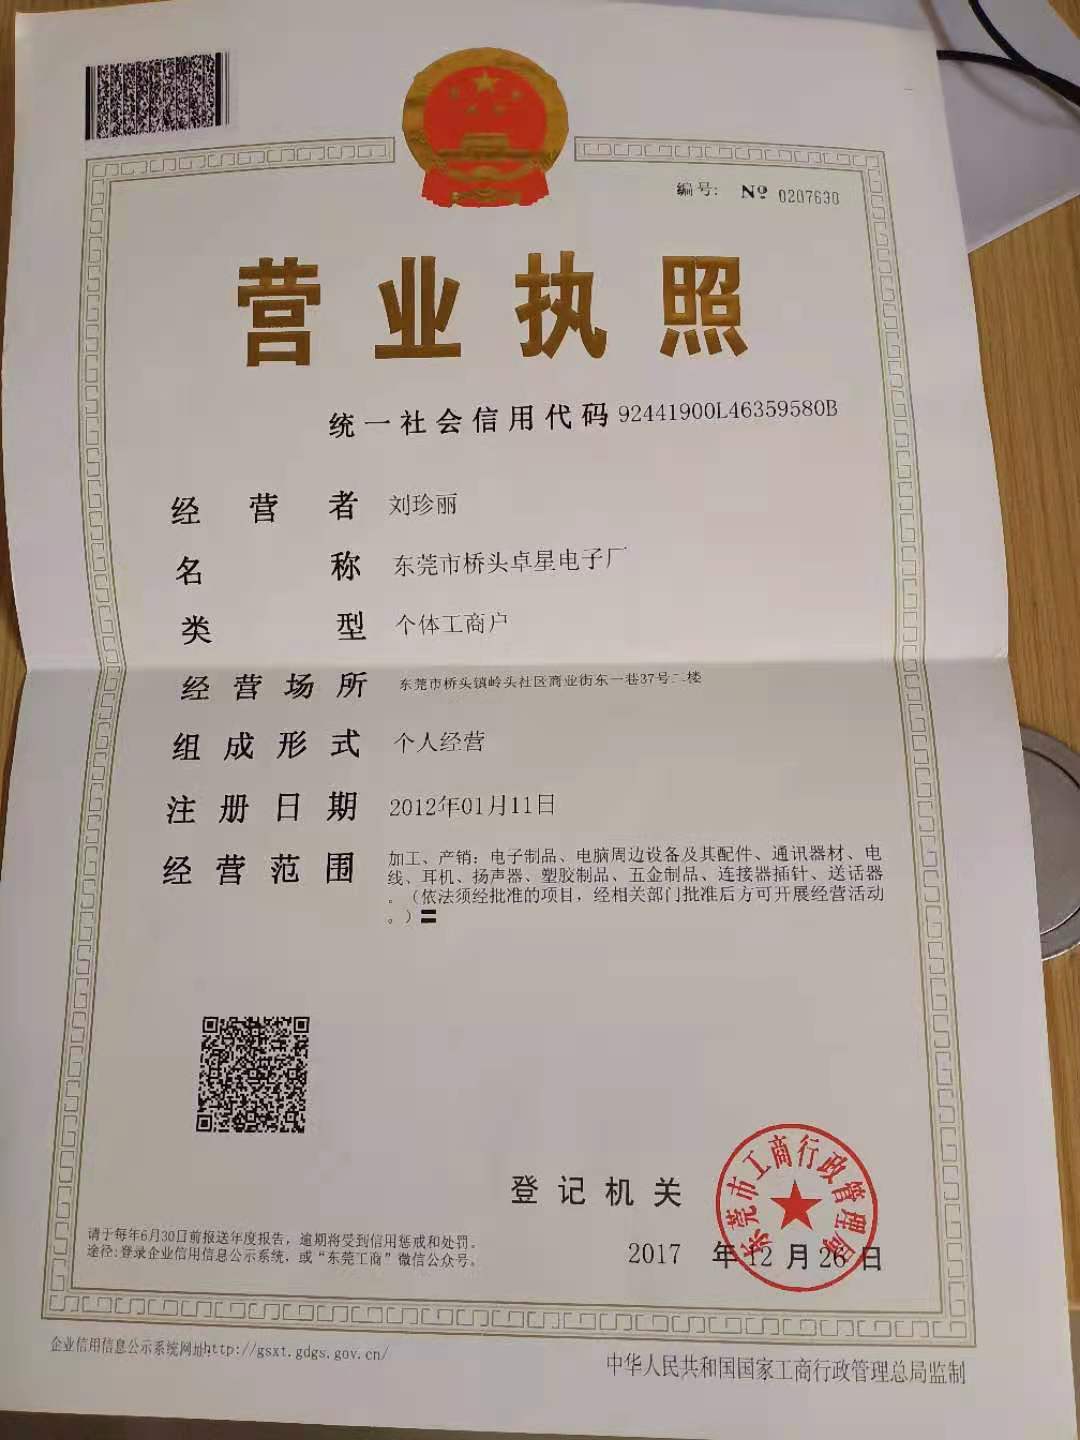 编号: № 0207630
营业执照
统一社会信用代码 92441900L46359580B
经营者 刘珍丽
名称 东莞市桥头卓星电子厂
类型 个体工商户
经营场所 东莞市桥头镇岭头社区商业街东一巷37号二楼
组成形式 个人经营
注册日期 2012年01月11日
经营范围 加工、产销：电子制品、电脑周边设备及其配件、通讯器材、电
线、耳机、扬声器、塑胶制品、五金制品、连接器插针、送话器
。（依法须经批准的项目，经相关部门批准后方可开展经营活动
。）〓
东莞市工商行政管理局
登记机关
2017 年 12 月 26 日
请于每年6月30日前报送年度报告，逾期将受到信用惩戒和处罚。
途径:登录企业信用信息公示系统，或“东莞工商”微信公众号。
企业信用信息公示系统网址http://gsxt.gdgs.gov.cn/
中华人民共和国国家工商行政管理总局监制